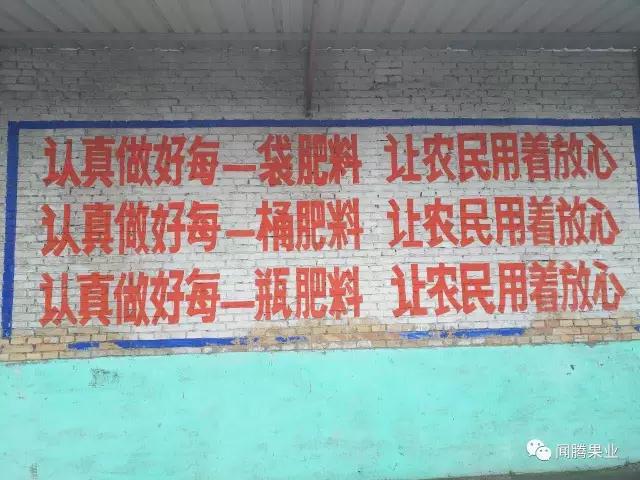 认真做好每一袋肥料 让农民用着放心
认真做好每一桶肥料 让农民用着放心
认真做好每一瓶肥料 让农民用着放心
闻腾果业